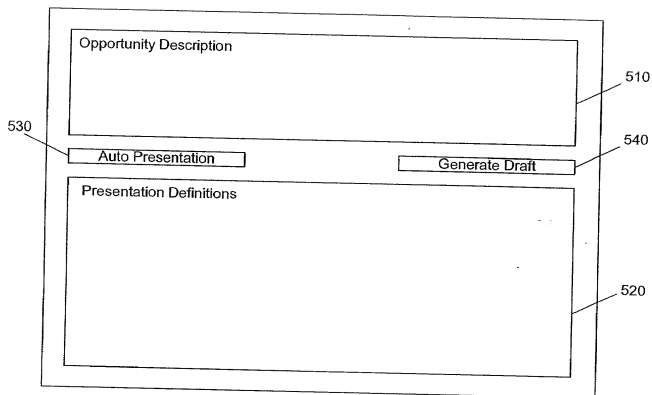 Opportunity Description
510
530
Auto Presentation
Generate Draft
540
Presentation Definitions
520